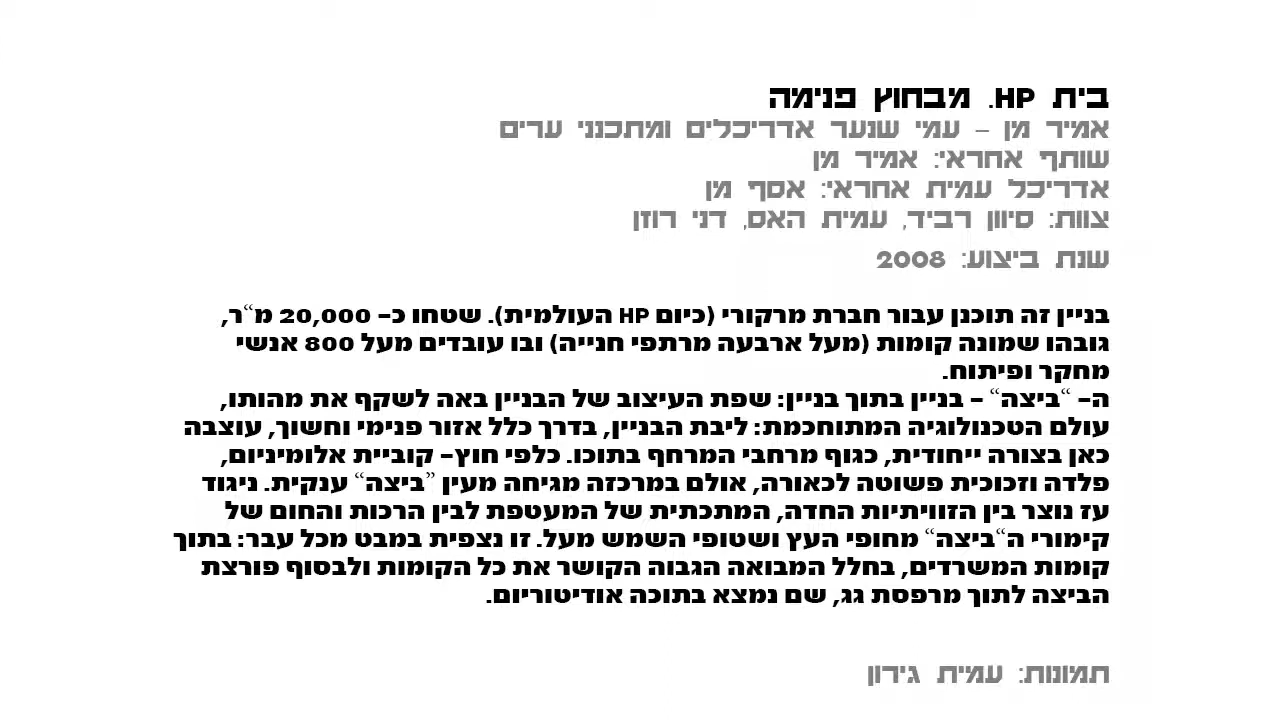 בית HP. מבחוץ פנימה
אמיר מן – עמי שנער אדריכלים ומתכנני ערים
שותף אחראי: אמיר מן
אדריכל עמית אחראי: אסף מן
צוות: סיוון רביד, עמית האס, דני רוזן
שנת ביצוע: 2008
בניין זה תוכנן עבור חברת מרקורי (כיום HP העולמית). שטחו כ- 20,000 מ“ר,
גובהו שמונה קומות (מעל ארבעה מרתפי חנייה) ובו עובדים מעל 800 אנשי
מחקר ופיתוח.
ה- “ביצה“ - בניין בתוך בניין: שפת העיצוב של הבניין באה לשקף את מהותו,
עולם הטכנולוגיה המתוחכמת: ליבת הבניין, בדרך כלל אזור פנימי וחשוך, עוצבה
כאן בצורה ייחודית, כגוף מרחבי המרחף בתוכו. כלפי חוץ- קוביית אלומיניום,
פלדה וזכוכית פשוטה לכאורה, אולם במרכזה מגיחה מעין ”ביצה“ ענקית. ניגוד
עז נוצר בין הזוויתיות החדה, המתכתית של המעטפת לבין הרכות והחום של
קימורי ה“ביצה“ מחופי העץ ושטופי השמש מעל. זו נצפית במבט מכל עבר: בתוך
קומות המשרדים, בחלל המבואה הגבוה הקושר את כל הקומות ולבסוף פורצת
הביצה לתוך מרפסת גג, שם נמצא בתוכה אודיטוריום.
תמונות: עמית גירון